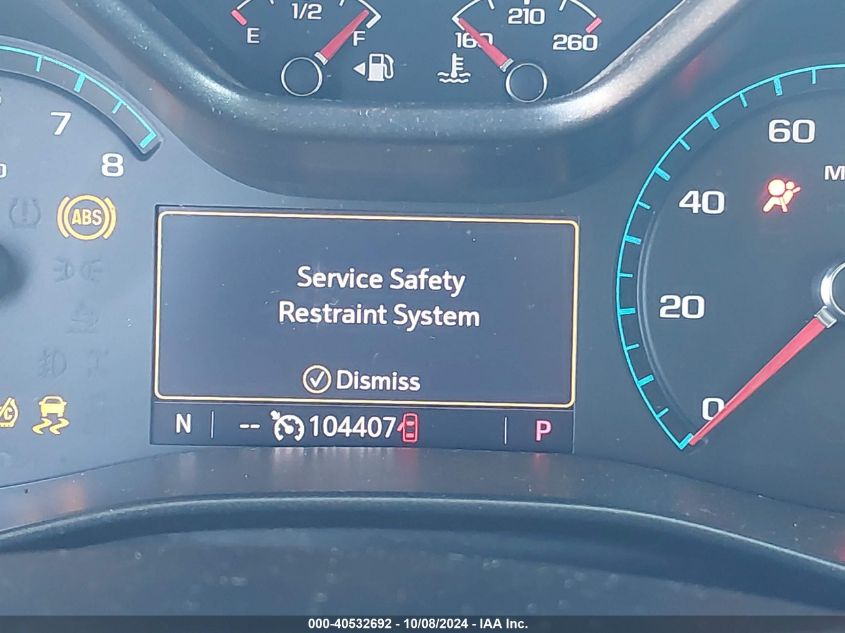 1/2
E
F
210
160
260
7
8
60
40
20
0
ABS
Service Safety
Restraint System
Dismiss
N
-- 104407
P
000-40532692 - 10/08/2024 - IAA Inc.